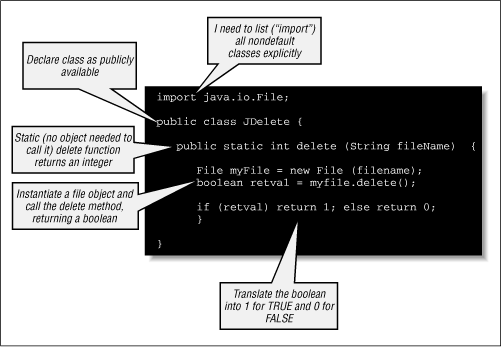 I need to list ("import")
all nondefault
classes explicitly
Declare class as publicly
available
import java.io.File;
public class JDelete {
Static (no object needed to
call it) delete function
returns an integer
public static int delete (String fileName)  {
File myFile = new File (filename);
boolean retval = myfile.delete();
Instantiate a file object and
call the delete method,
returning a boolean
if (retval) return 1; else return 0;
}
}
Translate the boolean
into 1 for TRUE and 0 for
FALSE